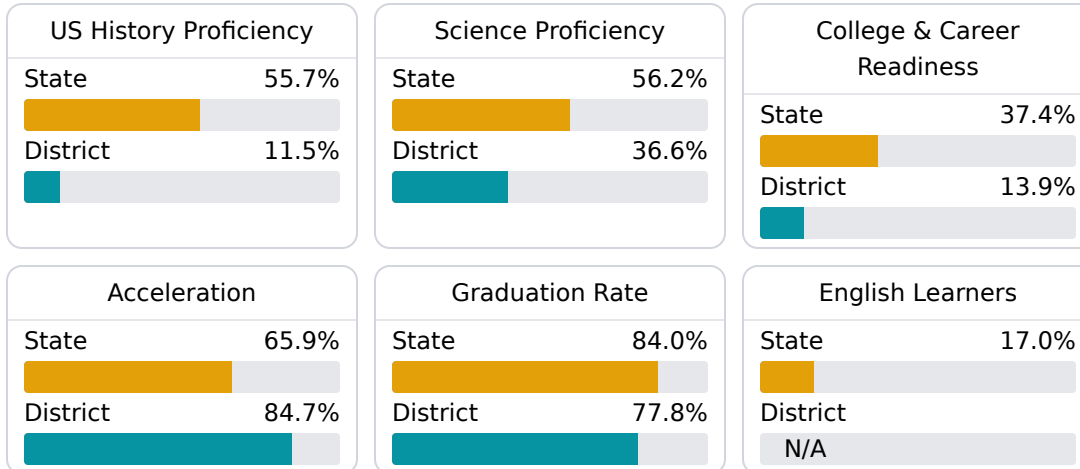 US History Proficiency
State 55.7%
District 11.5%
Science Proficiency
State 56.2%
District 36.6%
College & Career
Readiness
State 37.4%
District 13.9%
Acceleration
State 65.9%
District 84.7%
Graduation Rate
State 84.0%
District 77.8%
English Learners
State 17.0%
District
N/A